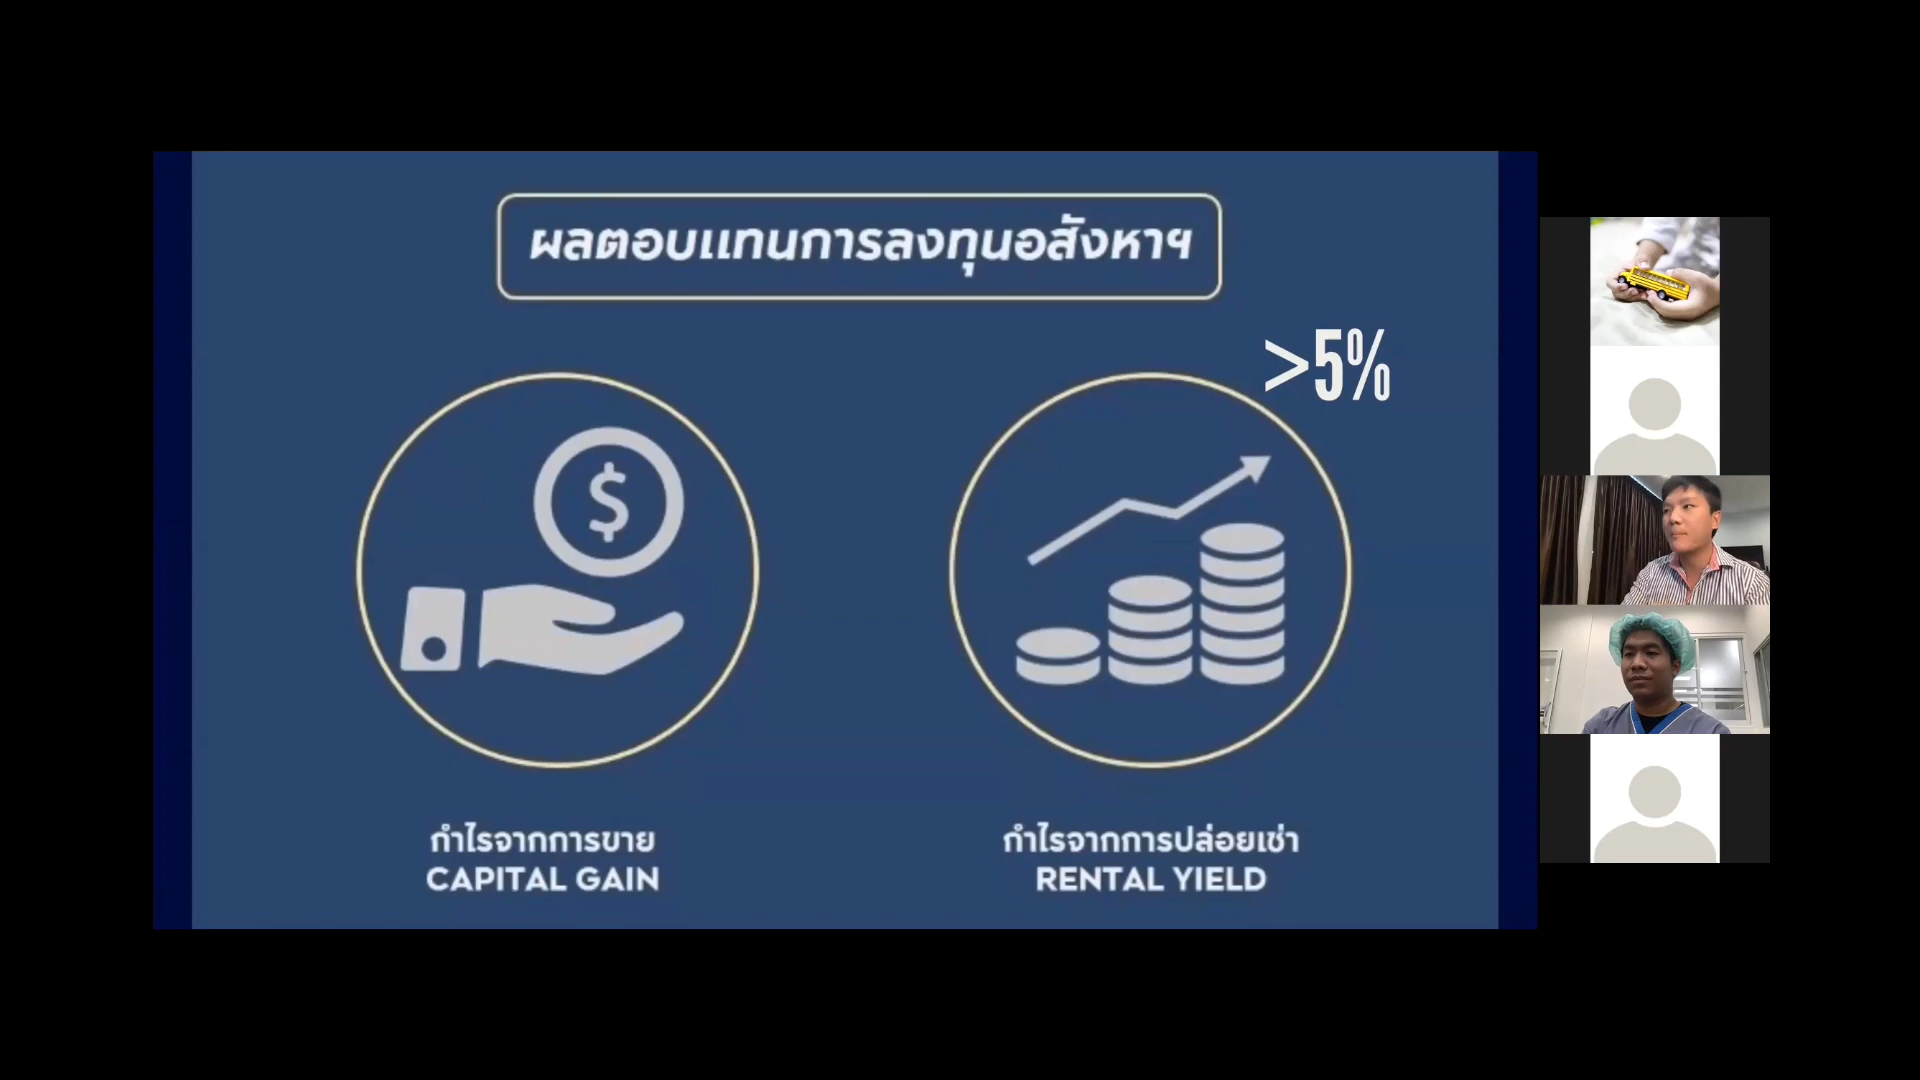 ผลตอบแทนการลงทุนอสังหาฯ
>5%
$
กำไรจากการขาย
CAPITAL GAIN
กำไรจากการปล่อยเช่า
RENTAL YIELD